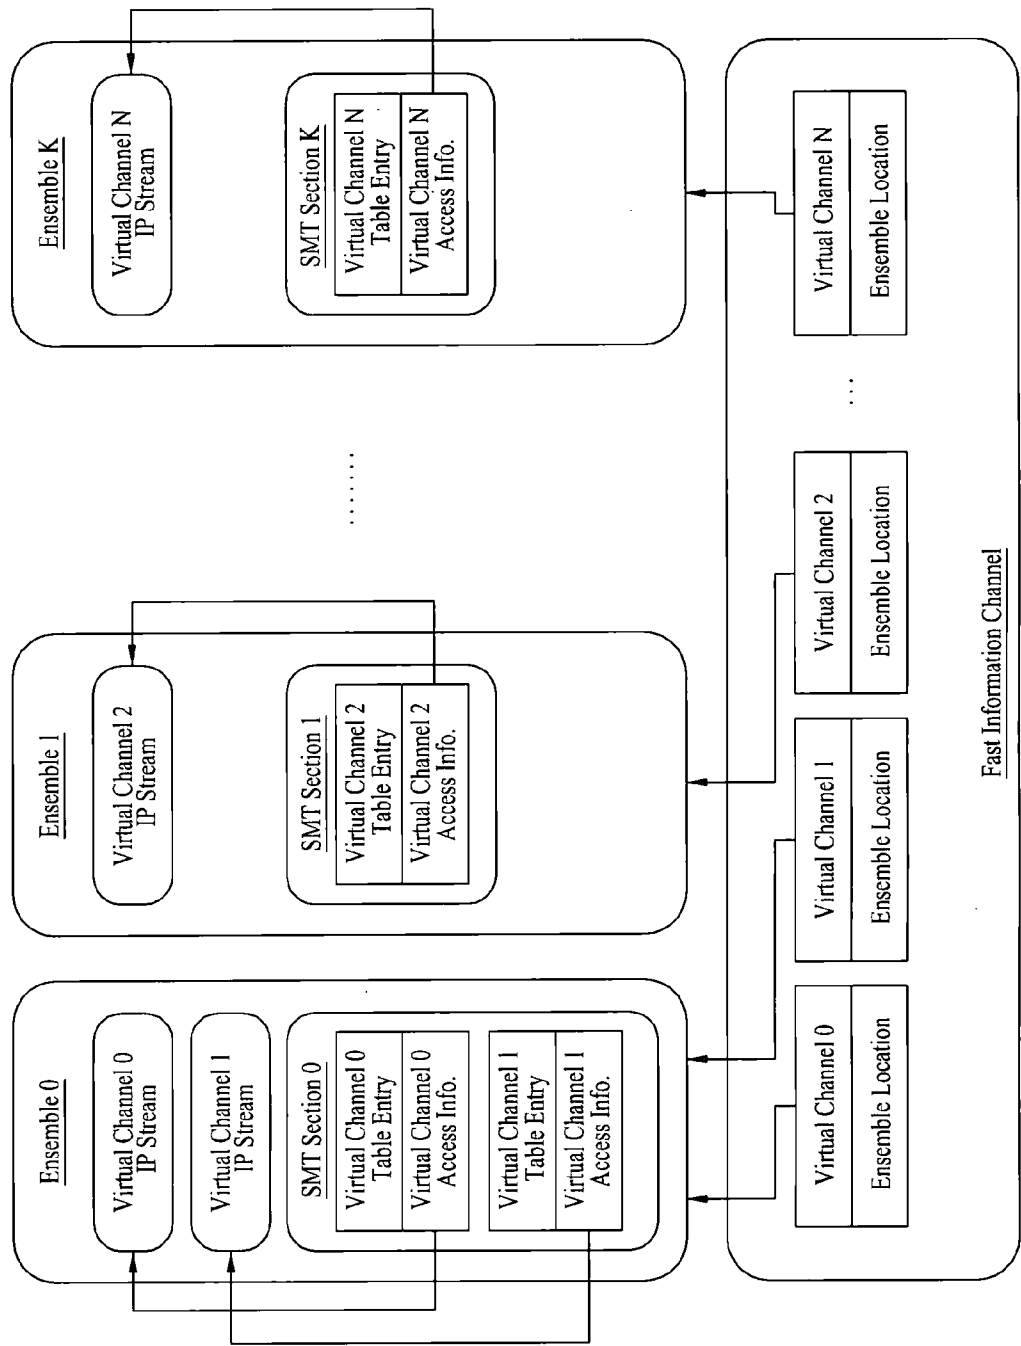 Ensemble 0
Virtual Channel 0
IP Stream
Virtual Channel 1
IP Stream
SMT Section 0
Virtual Channel 0
Table Entry
Virtual Channel 0
Access Info.
Virtual Channel 1
Table Entry
Virtual Channel 1
Access Info.
Ensemble 1
Virtual Channel 2
IP Stream
SMT Section 1
Virtual Channel 2
Table Entry
Virtual Channel 2
Access Info.
.......
Ensemble K
Virtual Channel N
IP Stream
SMT Section K
Virtual Channel N
Table Entry
Virtual Channel N
Access Info.
Virtual Channel 0
Ensemble Location
Virtual Channel 1
Ensemble Location
Virtual Channel 2
Ensemble Location
...
Virtual Channel N
Ensemble Location
Fast Information Channel